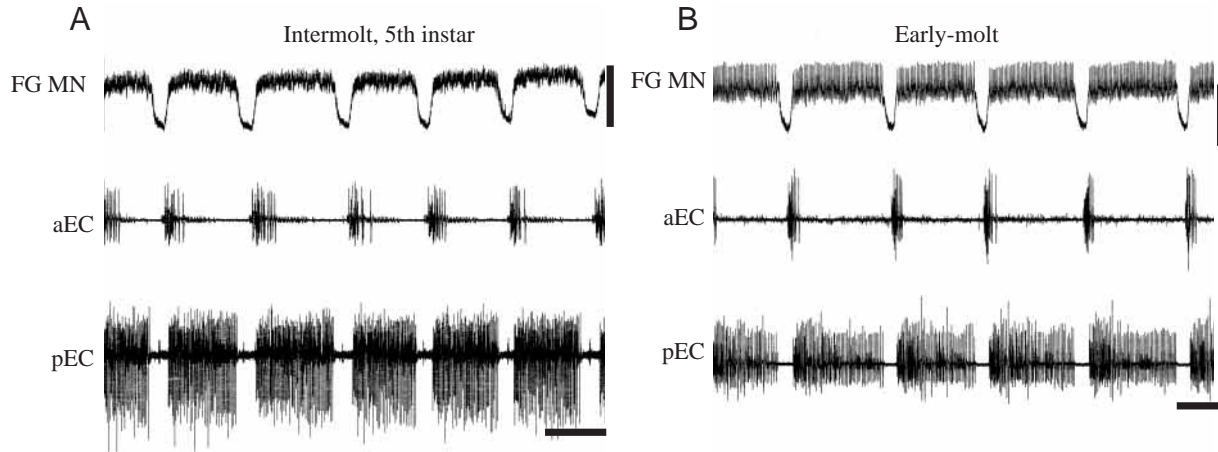 A
Intermolt, 5th instar
FG MN
aEC
pEC
B
Early-molt
FG MN
aEC
pEC